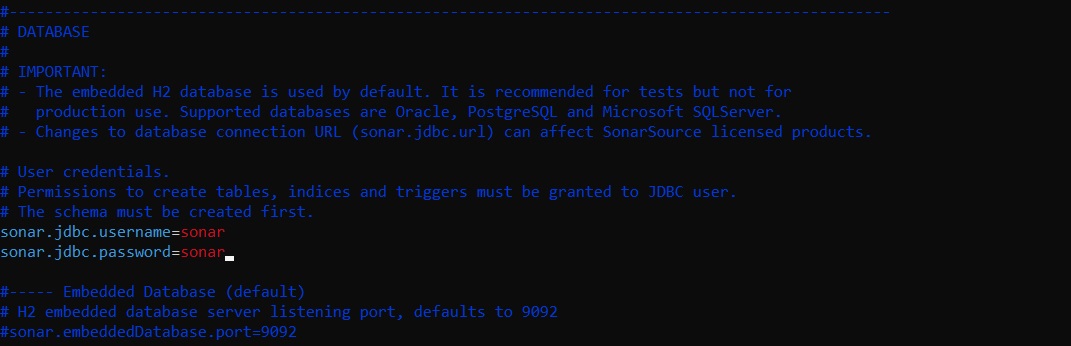 #--------------------------------------------------------------------------------------------------
# DATABASE
#
# IMPORTANT:
# - The embedded H2 database is used by default. It is recommended for tests but not for
#   production use. Supported databases are Oracle, PostgreSQL and Microsoft SQLServer.
# - Changes to database connection URL (sonar.jdbc.url) can affect SonarSource licensed products.

# User credentials.
# Permissions to create tables, indices and triggers must be granted to JDBC user.
# The schema must be created first.
sonar.jdbc.username=sonar
sonar.jdbc.password=sonar

#----- Embedded Database (default)
# H2 embedded database server listening port, defaults to 9092
#sonar.embeddedDatabase.port=9092